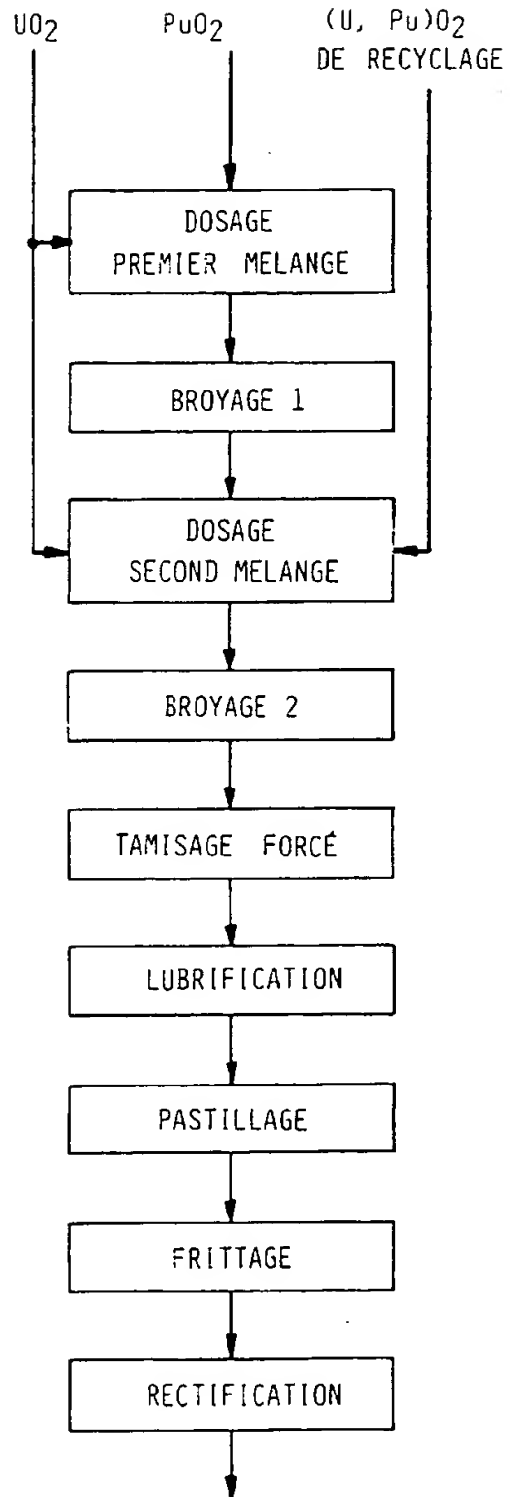 UO2 PuO2 (U, Pu)O2
DE RECYCLAGE
DOSAGE
PREMIER MELANGE
BROYAGE 1
DOSAGE
SECOND MELANGE
BROYAGE 2
TAMISAGE FORCÉ
LUBRIFICATION
PASTILLAGE
FRITTAGE
RECTIFICATION